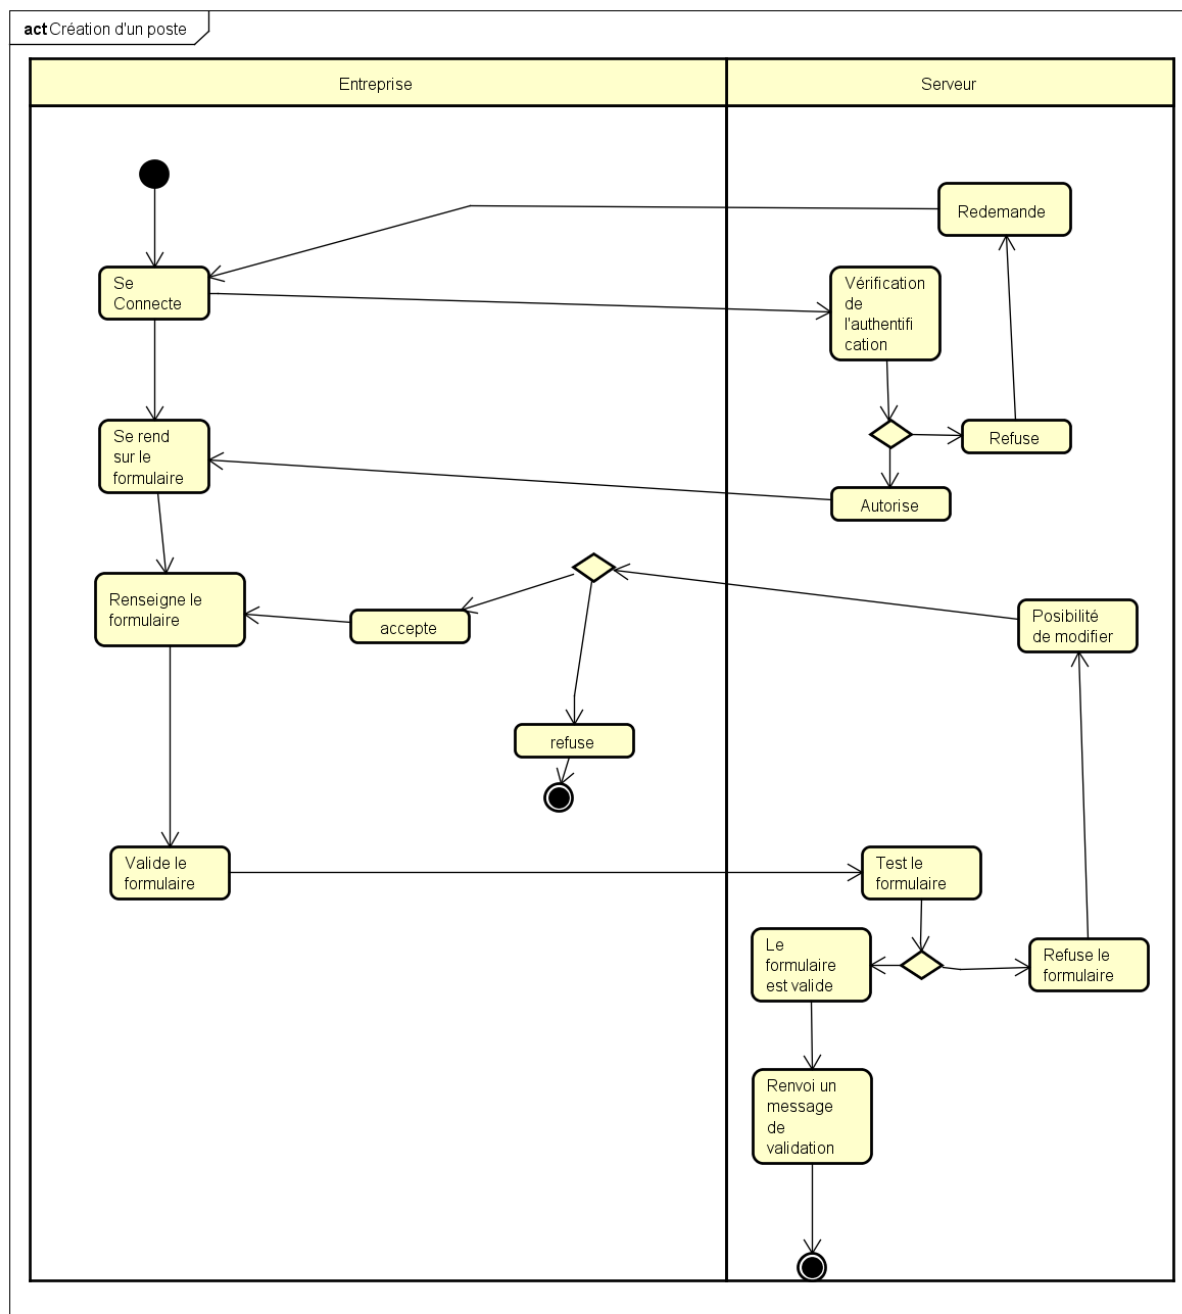 act Création d'un poste
Entreprise
Serveur
Redemande
Se
Connecte
Vérification
de
l'authentifi
cation
Se rend
sur le
formulaire
Refuse
Autorise
Renseigne le
formulaire
accepte
Posibilité
de modifier
refuse
Valide le
formulaire
Test le
formulaire
Le
formulaire
est valide
Refuse le
formulaire
Renvoi un
message
de
validation